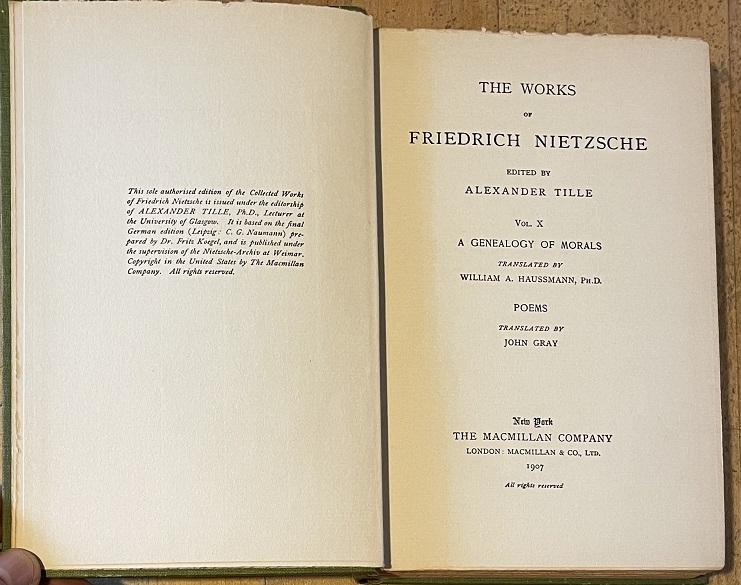 This sole authorised edition of the Collected Works
of Friedrich Nietzsche is issued under the editorship
of ALEXANDER TILLE, Ph.D., Lecturer at
the University of Glasgow. It is based on the final
German edition (Leipzig: C. G. Naumann) pre-
pared by Dr. Fritz Koegel, and is published under
the supervision of the Nietzsche-Archiv at Weimar.
Copyright in the United States by The Macmillan
Company. All rights reserved.
THE WORKS
OF
FRIEDRICH NIETZSCHE
EDITED BY
ALEXANDER TILLE
VOL. X
A GENEALOGY OF MORALS
TRANSLATED BY
WILLIAM A. HAUSSMANN, PH.D.
POEMS
TRANSLATED BY
JOHN GRAY
New York
THE MACMILLAN COMPANY
LONDON: MACMILLAN & CO., LTD.
1907
All rights reserved